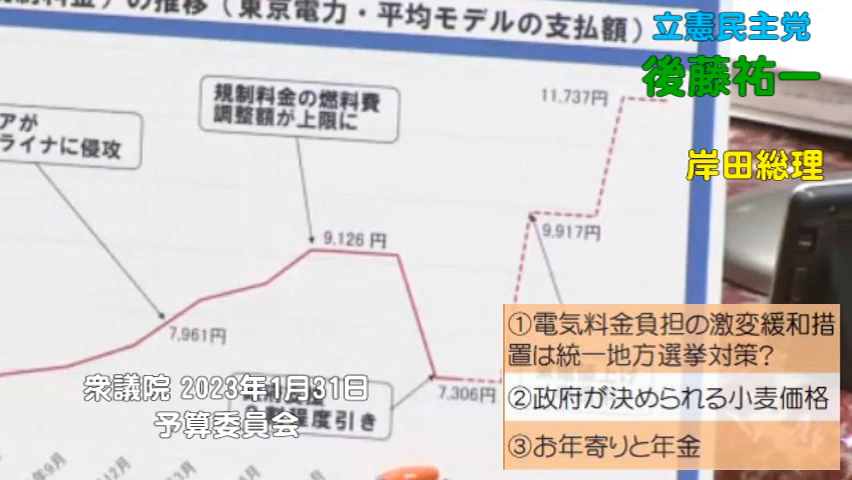 の推移（東京電力・平均モデルの支払額）
立憲民主党
後藤祐一
岸田総理
規制料金の燃料費
調整額が上限に
アが
ライナに侵攻
11,737円
9,126円
9,917円
7,961円
7,306円
程度引き
9月
12月
3月
衆議院 2023年1月31日
予算委員会
①電気料金負担の激変緩和措
置は統一地方選挙対策?
②政府が決められる小麦価格
③お年寄りと年金